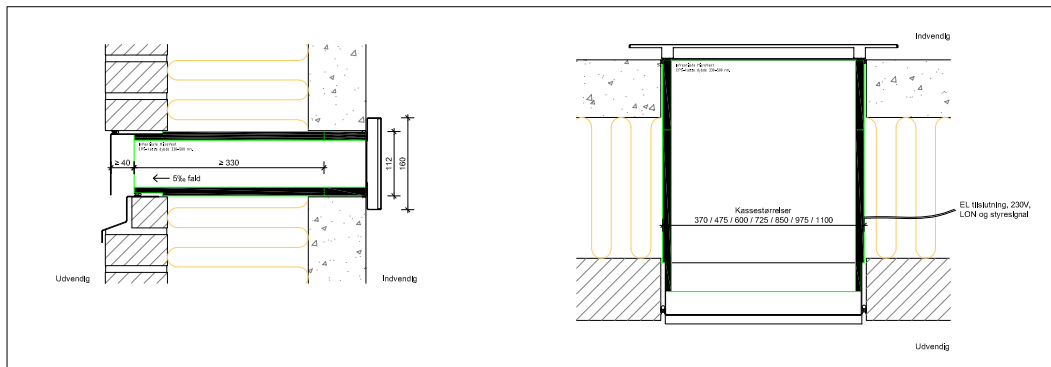 ≥ 40
≥ 330
5‰ fald
112
160
Udvendig
Indvendig
Indvendig
Kassestørrelser
370 / 475 / 600 / 725 / 850 / 975 / 1100
EL tilslutning, 230V,
LON og styresignal
Udvendig